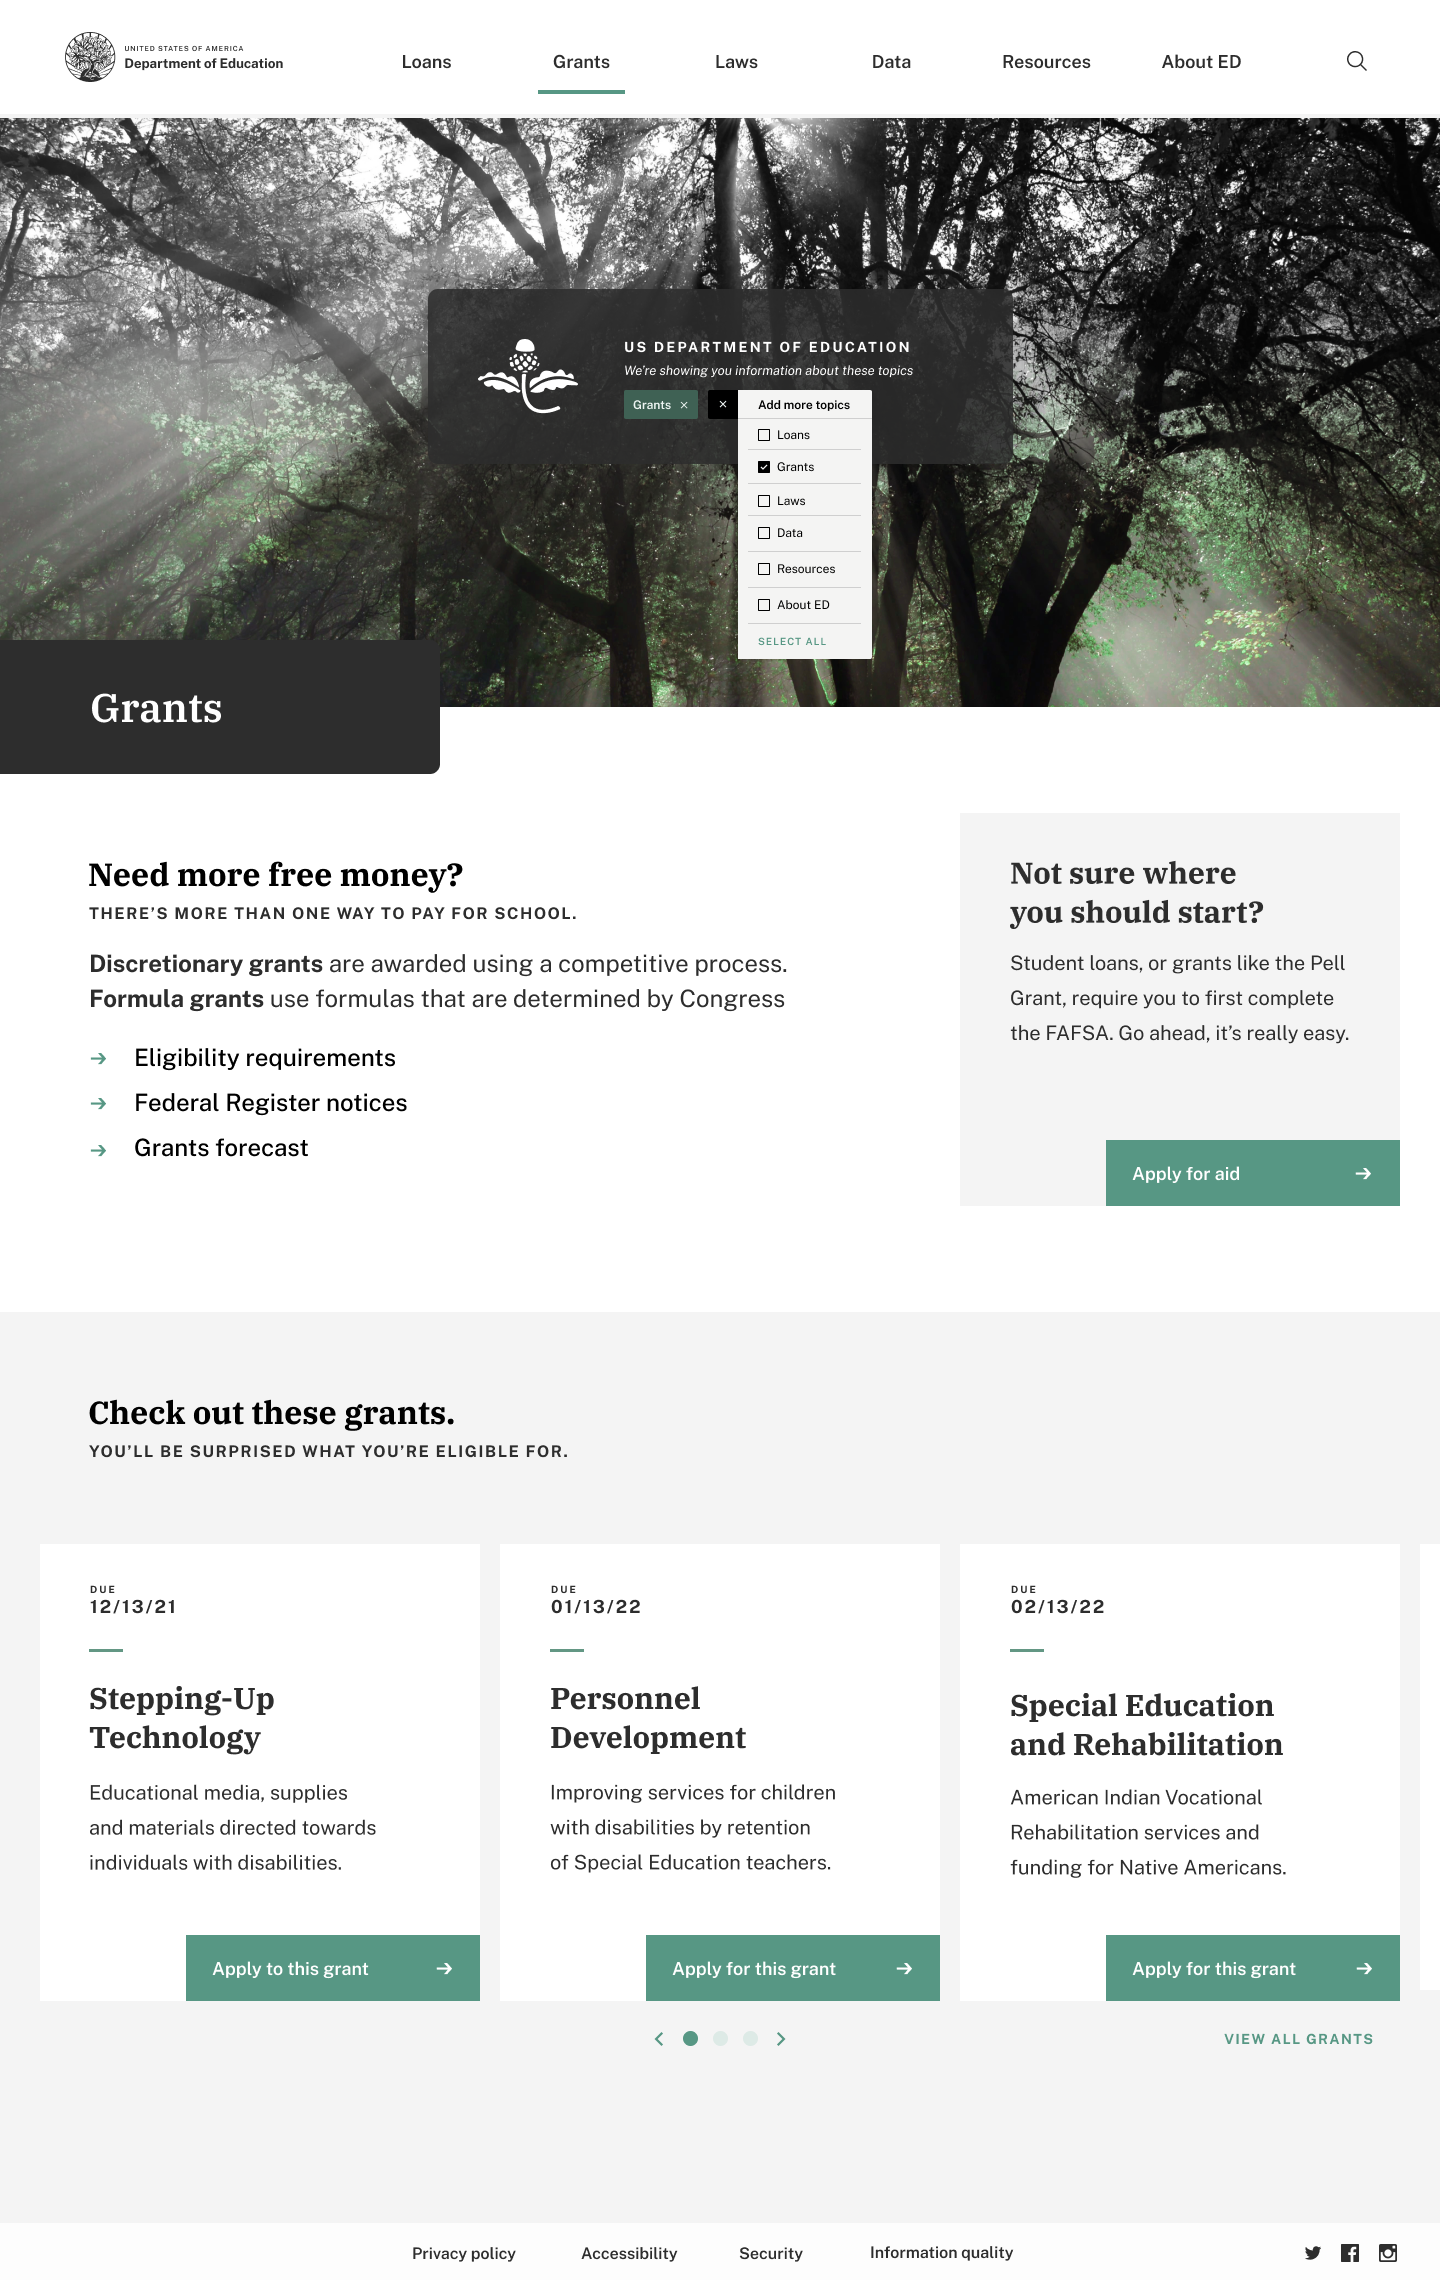 UNITED STATES OF AMERICA
Department of Education
Loans
Grants
Laws
Data
Resources
About ED
US DEPARTMENT OF EDUCATION
We're showing you information about these topics
Grants
Add more topics
Loans
Grants
Laws
Data
Resources
About ED
SELECT ALL
Grants
Need more free money?
THERE’S MORE THAN ONE WAY TO PAY FOR SCHOOL.
Discretionary grants are awarded using a competitive process.
Formula grants use formulas that are determined by Congress
Eligibility requirements
Federal Register notices
Grants forecast
Not sure where
you should start?
Student loans, or grants like the Pell
Grant, require you to first complete
the FAFSA. Go ahead, it’s really easy.
Apply for aid
Check out these grants.
YOU’LL BE SURPRISED WHAT YOU’RE ELIGIBLE FOR.
DUE
12/13/21
Stepping-Up
Technology
Educational media, supplies
and materials directed towards
individuals with disabilities.
Apply to this grant
DUE
01/13/22
Personnel
Development
Improving services for children
with disabilities by retention
of Special Education teachers.
Apply for this grant
DUE
02/13/22
Special Education
and Rehabilitation
American Indian Vocational
Rehabilitation services and
funding for Native Americans.
Apply for this grant
VIEW ALL GRANTS
Privacy policy
Accessibility
Security
Information quality